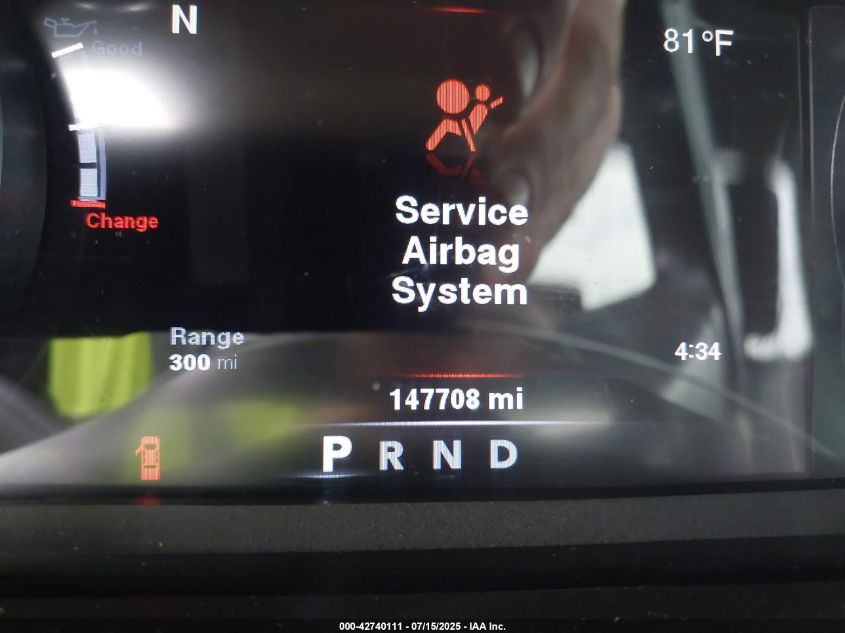 N
81°F
Good
Change
Service
Airbag
System
Range
300 mi
4:34
147708 mi
P R N D
000-42740111 - 07/15/2025 - IAA Inc.